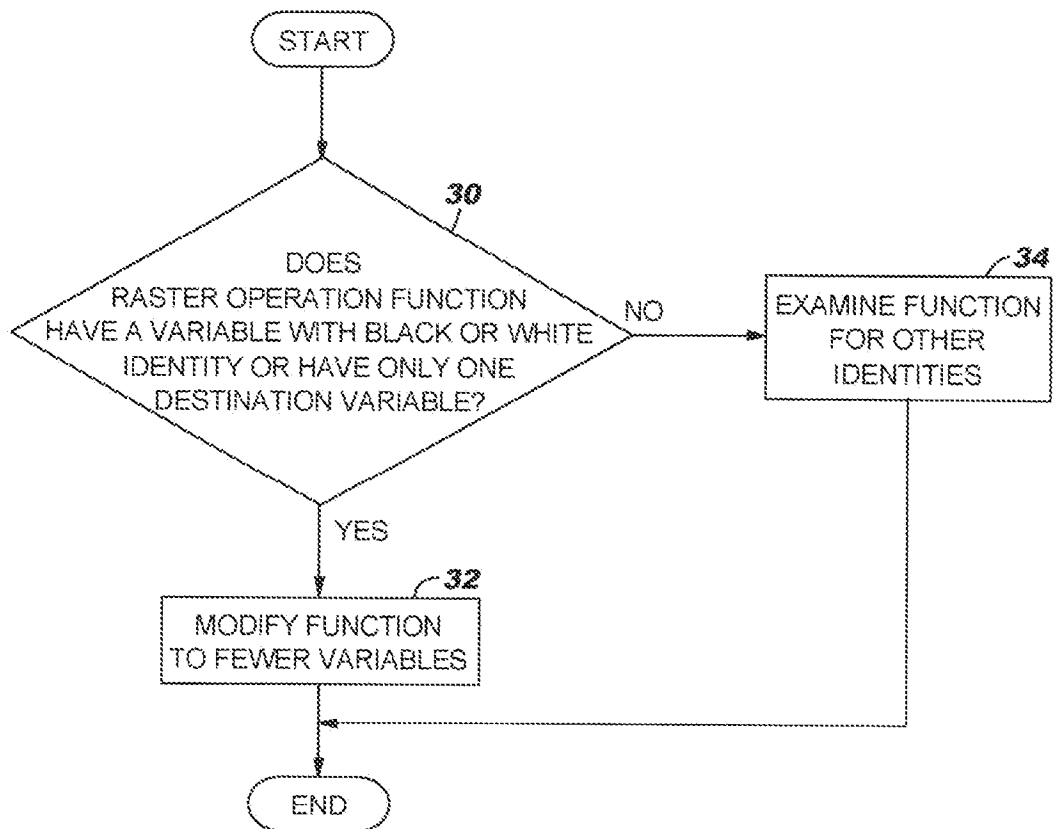 START
30
DOES
RASTER OPERATION FUNCTION
HAVE A VARIABLE WITH BLACK OR WHITE
IDENTITY OR HAVE ONLY ONE
DESTINATION VARIABLE?
NO
34
EXAMINE FUNCTION
FOR OTHER
IDENTITIES
YES
32
MODIFY FUNCTION
TO FEWER VARIABLES
END